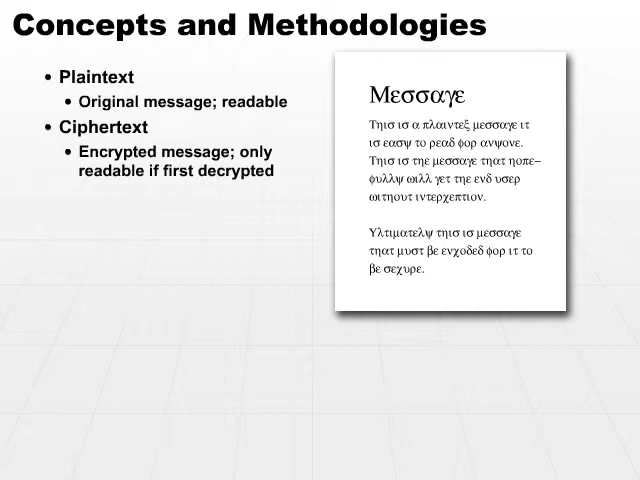 Concepts and Methodologies
• Plaintext
• Original message; readable
• Ciphertext
• Encrypted message; only
readable if first decrypted
Μεσσαγε
Τηισ ισ α πλαιντεξ μεσσαγε ιτ
ισ εασψ το ρεαδ φορ ανψονε.
Τηισ ισ τηε μεσσαγε τηατ ηοπε–
φυλλψ ωιλλ γετ τηε ενδ υσερ
ωιτηουτ ιντερχεπτιον.
Υλτιματελψ τηισ ισ μεσσαγε
τηατ μυστ βε ενχοδεδ φορ ιτ το
βε σεχυρε.